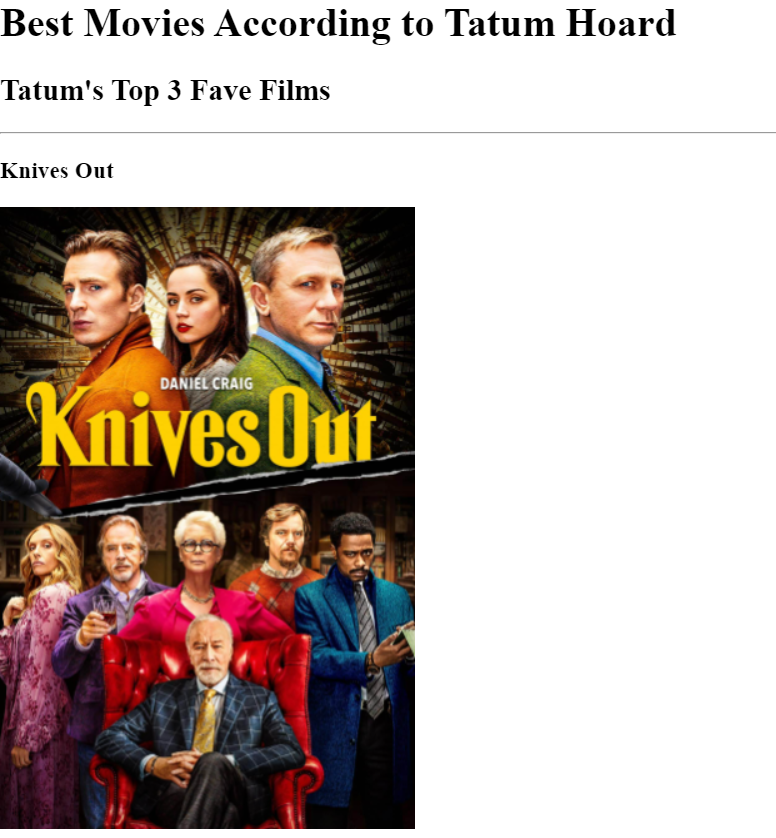 Best Movies According to Tatum Hoard
Tatum's Top 3 Fave Films
Knives Out
DANIEL CRAIG
Knives Out